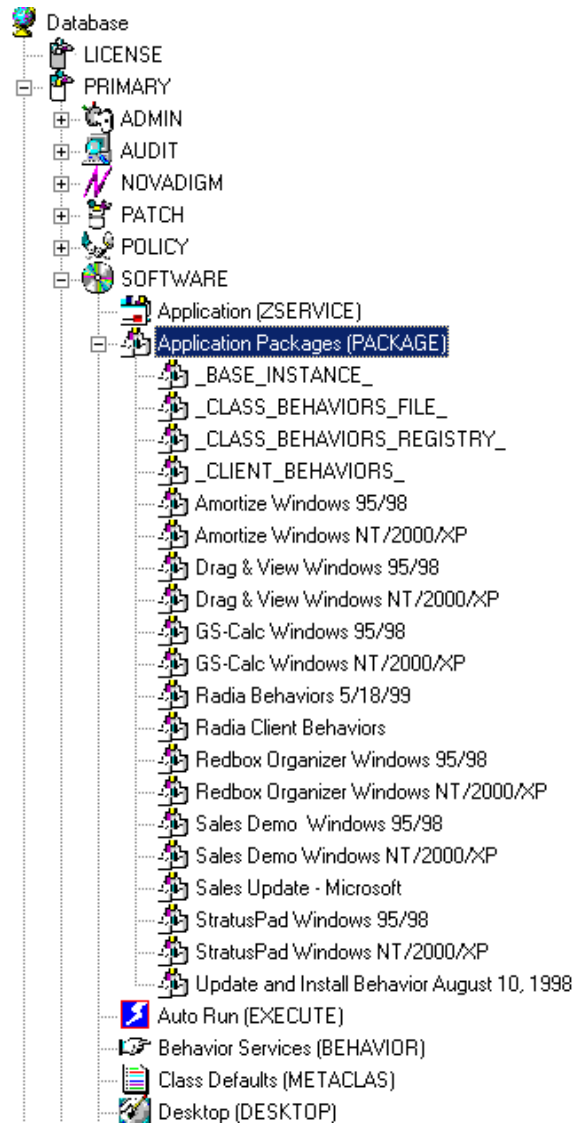 Database
LICENSE
PRIMARY
ADMIN
AUDIT
NOVADIGM
PATCH
POLICY
SOFTWARE
Application (ZSERVICE)
Application Packages (PACKAGE)
_BASE_INSTANCE_
_CLASS_BEHAVIORS_FILE_
_CLASS_BEHAVIORS_REGISTRY_
_CLIENT_BEHAVIORS_
Amortize Windows 95/98
Amortize Windows NT/2000/XP
Drag & View Windows 95/98
Drag & View Windows NT/2000/XP
GS-Calc Windows 95/98
GS-Calc Windows NT/2000/XP
Radia Behaviors 5/18/99
Radia Client Behaviors
Redbox Organizer Windows 95/98
Redbox Organizer Windows NT/2000/XP
Sales Demo  Windows 95/98
Sales Demo Windows NT/2000/XP
Sales Update - Microsoft
StratusPad Windows 95/98
StratusPad Windows NT/2000/XP
Update and Install Behavior August 10, 1998
Auto Run (EXECUTE)
Behavior Services (BEHAVIOR)
Class Defaults (METACLAS)
Desktop (DESKTOP)